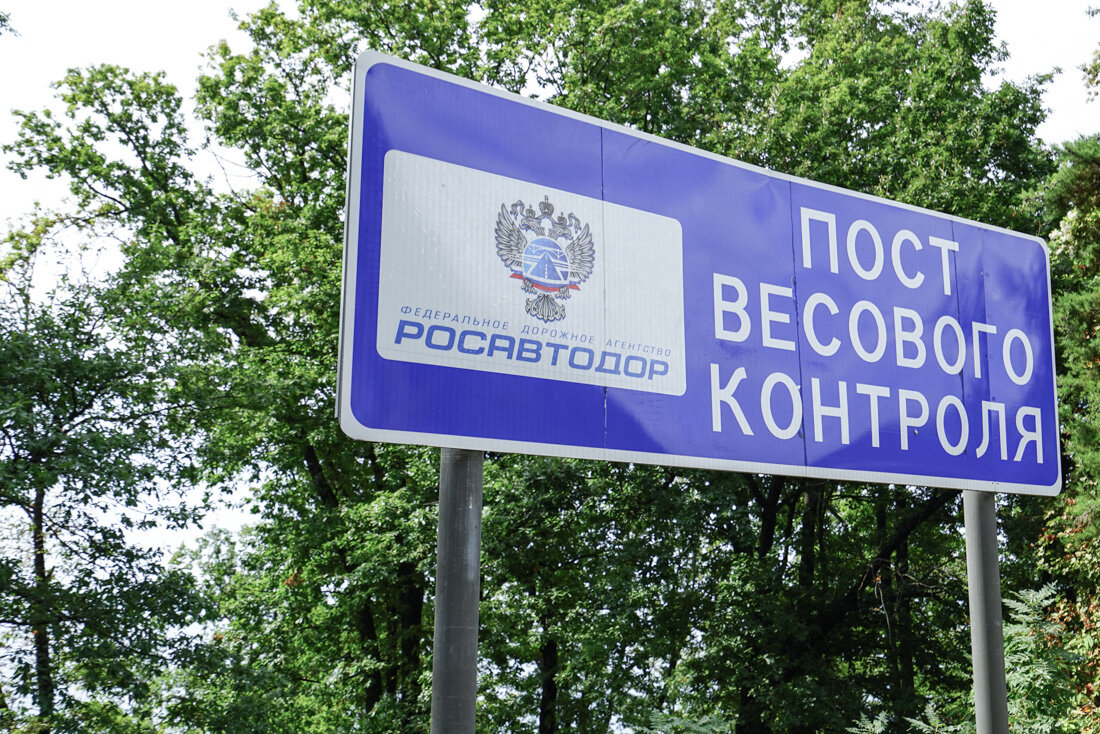 ФЕДЕРАЛЬНОЕ ДОРОЖНОЕ АГЕНТСТВО
РОСАВТОДОР
ПОСТ
ВЕСОВОГО
КОНТРОЛЯ